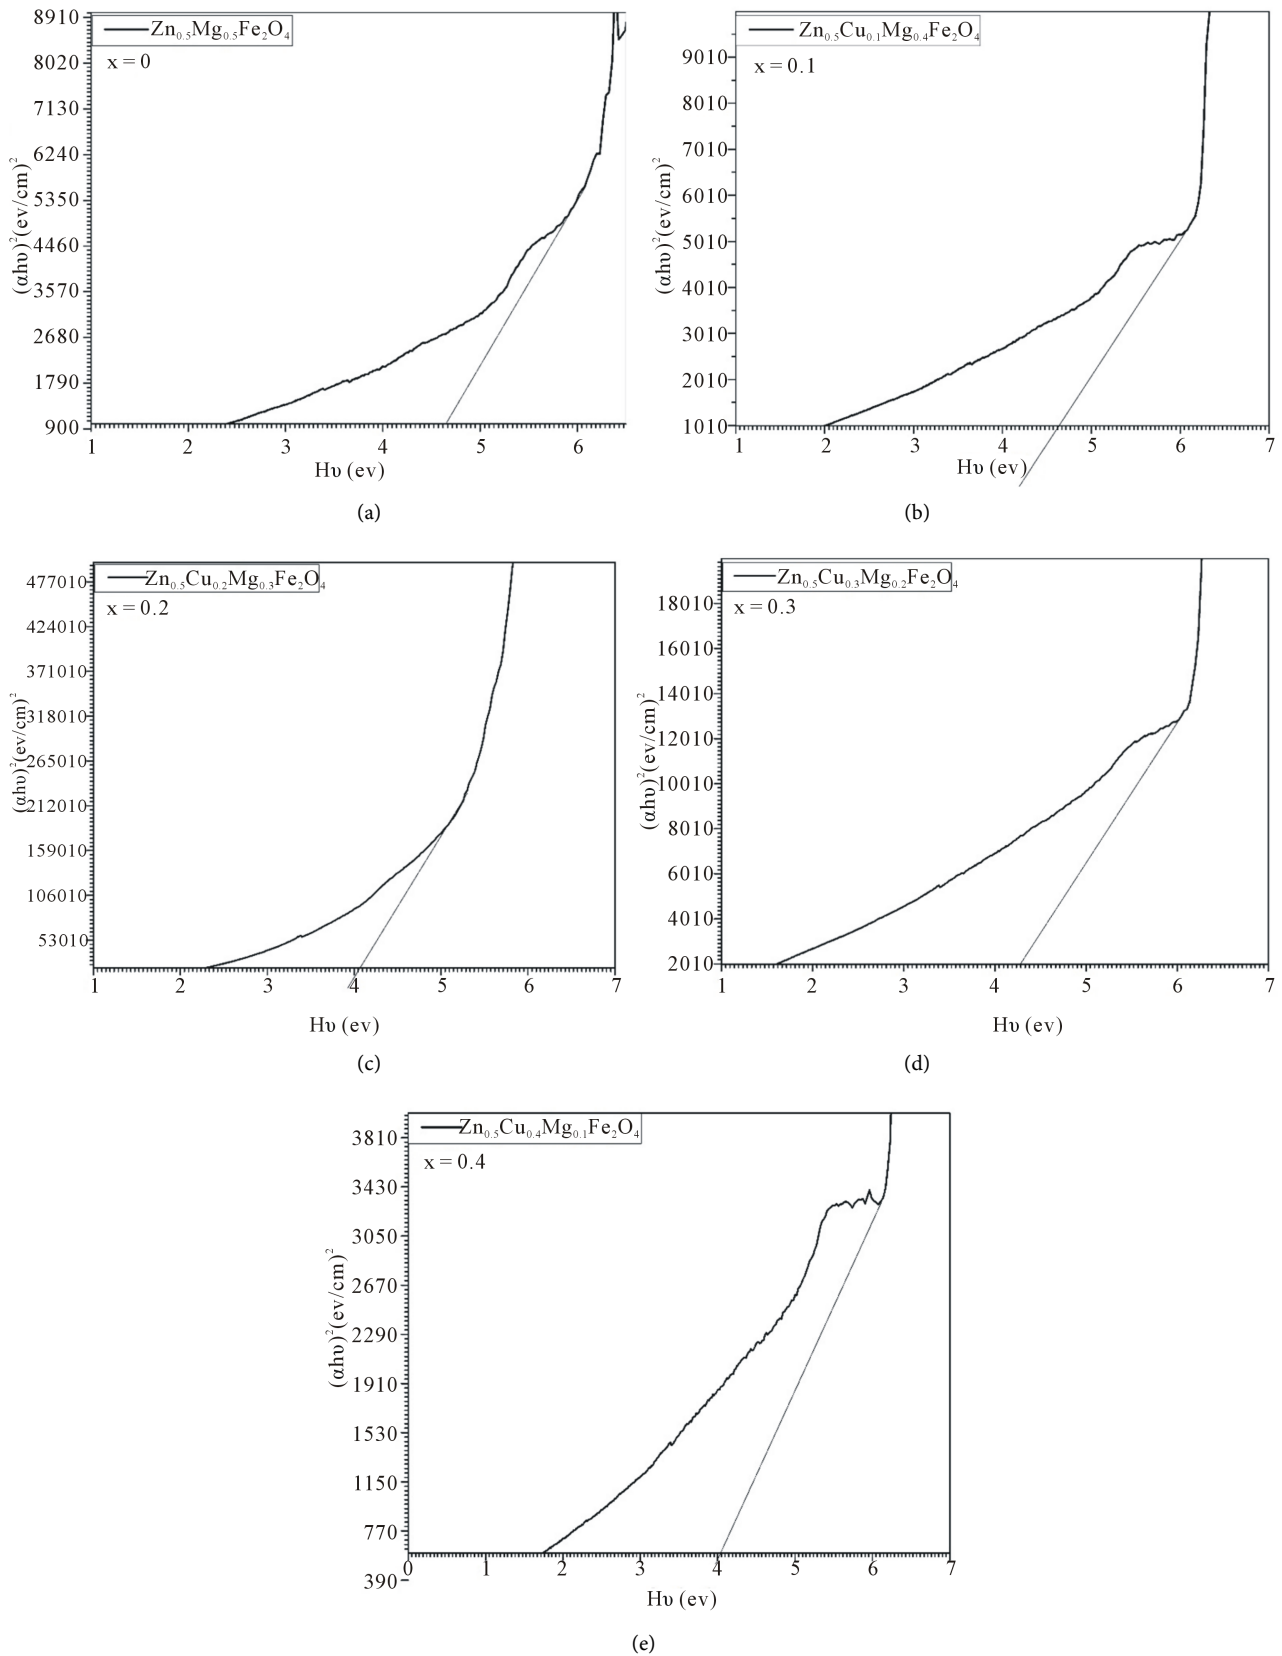 Zn0.5Mg0.5Fe2O4
x = 0
8910
8020
7130
6240
5350
4460
3570
2680
1790
900
(αhυ)2(ev/cm)2
1 2 3 4 5 6
Hυ (ev)
(a)
Zn0.5Cu0.1Mg0.4Fe2O4
x = 0.1
9010
8010
7010
6010
5010
4010
3010
2010
1010
(αhυ)2(ev/cm)2
1 2 3 4 5 6 7
Hυ (ev)
(b)
Zn0.5Cu0.2Mg0.3Fe2O4
x = 0.2
477010
424010
371010
318010
265010
212010
159010
106010
53010
(αhυ)2(ev/cm)2
1 2 3 4 5 6 7
Hυ (ev)
(c)
Zn0.5Cu0.3Mg0.2Fe2O4
x = 0.3
18010
16010
14010
12010
10010
8010
6010
4010
2010
(αhυ)2(ev/cm)2
1 2 3 4 5 6 7
Hυ (ev)
(d)
Zn0.5Cu0.4Mg0.1Fe2O4
x = 0.4
3810
3430
3050
2670
2290
1910
1530
1150
770
390
(αhυ)2(ev/cm)2
0 1 2 3 4 5 6 7
Hυ (ev)
(e)